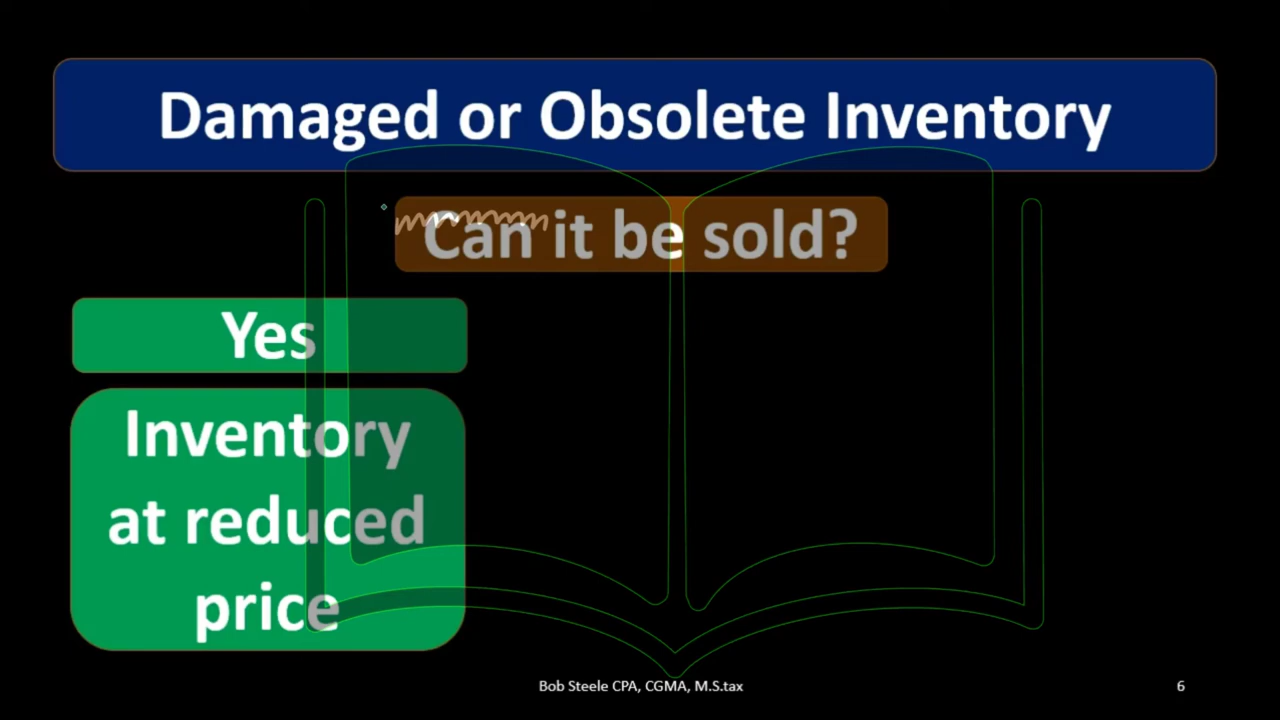 Damaged or Obsolete Inventory
Can it be sold?
Yes
Inventory
at reduced
price
Bob Steele CPA, CGMA, M.S.tax
6